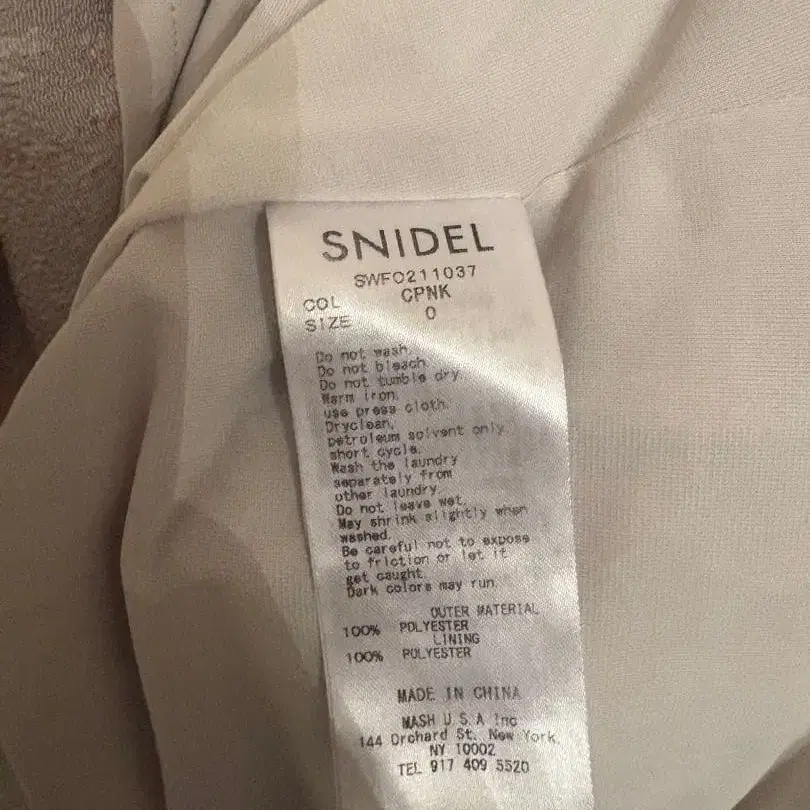 SNIDEL
SWFO211037
COL CPNK
SIZE 0
Do not wash.
Do not bleach.
Do not tumble dry.
Warm iron.
use press cloth.
Dryclean.
petroleum solvent only
short cycle.
Wash the laundry
separately from
other laundry.
Do not leave wet.
May shrink slightly when
washed.
Be careful not to expose
to friction or let it
get caught.
Dark colors may run.
OUTER MATERIAL
100% POLYESTER
LINING
100% POLYESTER
MADE IN CHINA
MASH U.S.A Inc
144 Orchard St. New York,
NY 10002
TEL 917 409 5520